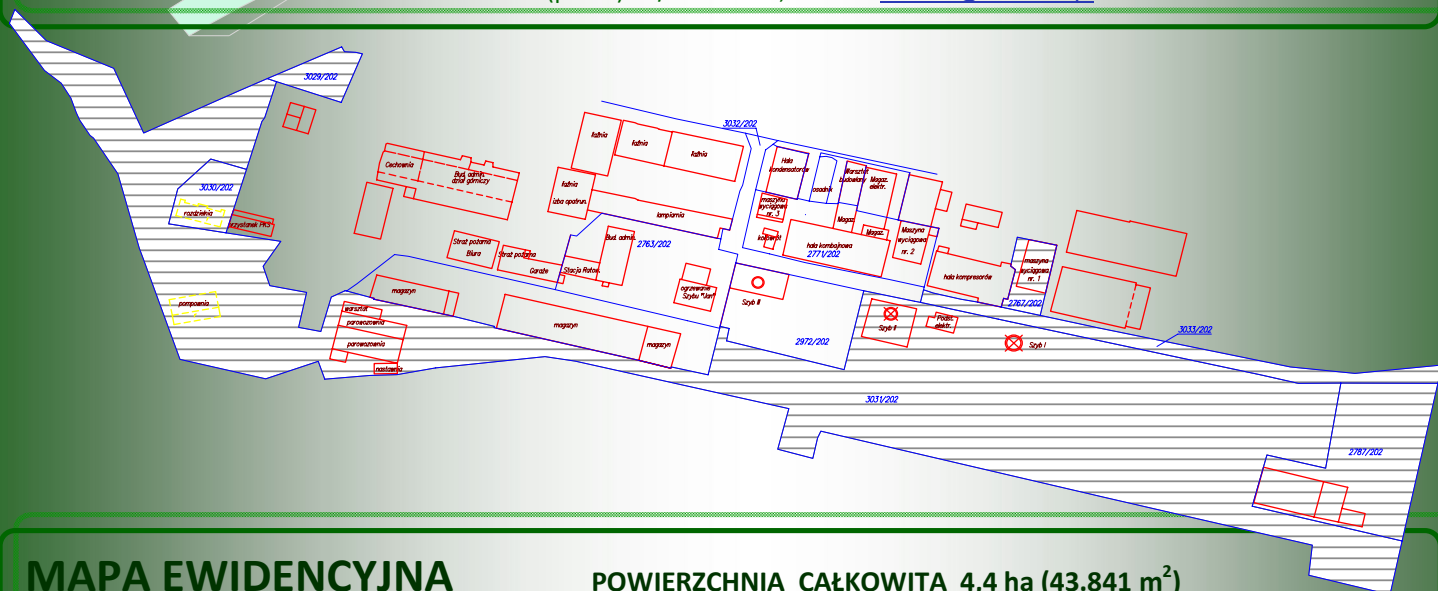 3029/202
3032/202
łaźnia
łaźnia
łaźnia
Cechownia
Bud. admin.
dział górniczy
Hala
kondensatorów
Warsztat
budowlany
Magaz.
elektr.
osadnik
3030/202
łaźnia
izba opatrun.
maszyna
wyciągowa
nr. 3
rozdzielnia
przystanek PKS
lampiarnia
Magaz.
Magaz.
Maszyna
wyciągowa
nr. 2
Straż pożarna
Biura
Bud. admin.
2763/202
hala kombajnowa
2771/202
Straż pożarna
Garaże
Stacja Ratow.
maszyna
wyciągowa
nr. 1
hala kompresorów
ogrzewanie
Szybu "Jan"
magazyn
pompownia
Szyb III
2767/202
warsztat
parowozownia
magazyn
Szyb II
Podst.
elektr.
3033/202
parowozownia
magazyn
2972/202
Szyb I
nastawnia
3031/202
2787/202
MAPA EWIDENCYJNA
POWIERZCHNIA CAŁKOWITA 4,4 ha (43.841 m²)